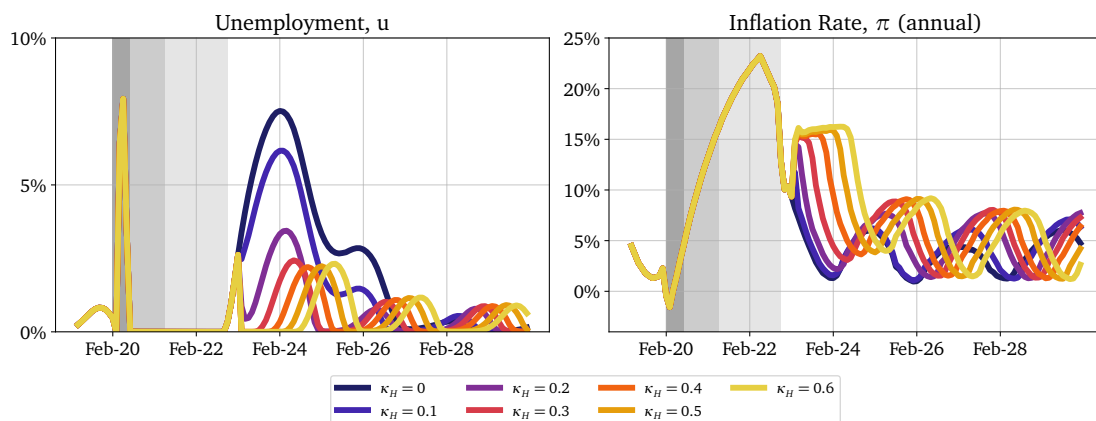 Unemployment, u
10%
5%
0%
Feb-20 Feb-22 Feb-24 Feb-26 Feb-28
Inflation Rate, π (annual)
25%
20%
15%
10%
5%
0%
Feb-20 Feb-22 Feb-24 Feb-26 Feb-28
κ_H = 0 κ_H = 0.2 κ_H = 0.4 κ_H = 0.6
κ_H = 0.1 κ_H = 0.3 κ_H = 0.5